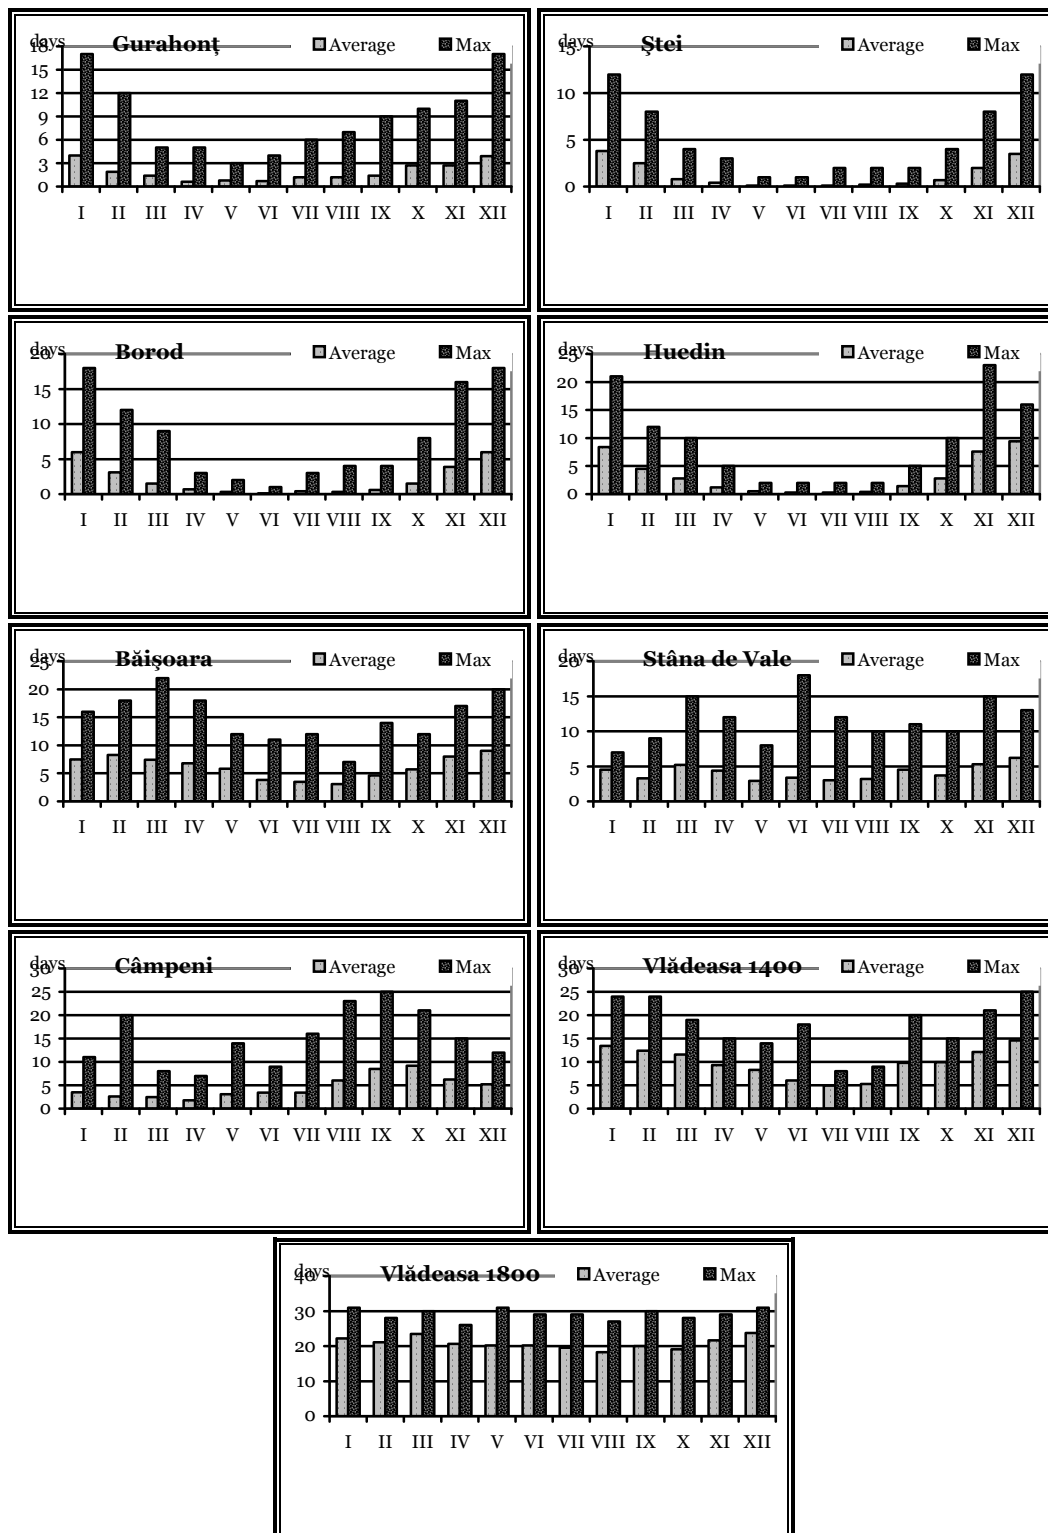 days Gurahonţ Average Max
18
15
12
9
6
3
0
I II III IV V VI VII VIII IX X XI XII
days Ştei Average Max
15
10
5
0
I II III IV V VI VII VIII IX X XI XII
days Borod Average Max
20
15
10
5
0
I II III IV V VI VII VIII IX X XI XII
days Huedin Average Max
25
20
15
10
5
0
I II III IV V VI VII VIII IX X XI XII
days Băişoara Average Max
25
20
15
10
5
0
I II III IV V VI VII VIII IX X XI XII
days Stâna de Vale Average Max
20
15
10
5
0
I II III IV V VI VII VIII IX X XI XII
days Câmpeni Average Max
30
25
20
15
10
5
0
I II III IV V VI VII VIII IX X XI XII
days Vlădeasa 1400 Average Max
30
25
20
15
10
5
0
I II III IV V VI VII VIII IX X XI XII
days Vlădeasa 1800 Average Max
40
30
20
10
0
I II III IV V VI VII VIII IX X XI XII